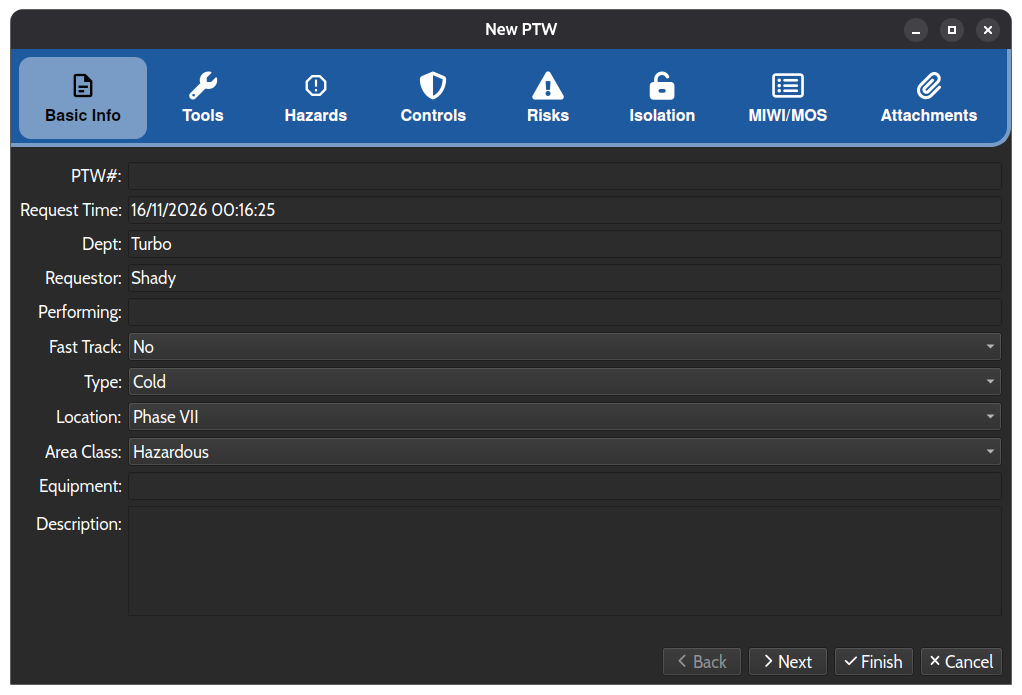 New PTW
Basic Info Tools Hazards Controls Risks Isolation MIWI/MOS Attachments
PTW#:
Request Time: 16/11/2026 00:16:25
Dept: Turbo
Requestor: Shady
Performing:
Fast Track: No
Type: Cold
Location: Phase VII
Area Class: Hazardous
Equipment:
Description:
Back Next Finish Cancel